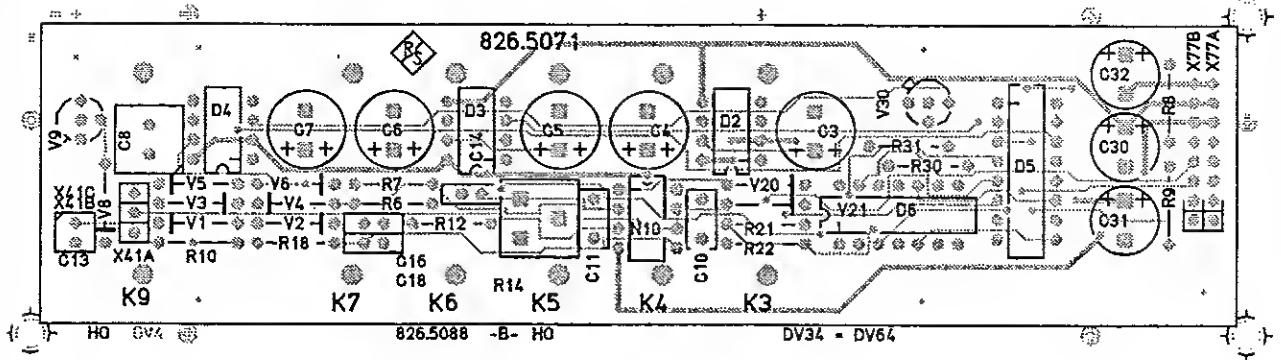 826.5071
R S
X77B X77A
V9
C8
D4
C7
C6
D3
C14
C5
C4
D2
C3
V30
R31
R30
D5
C32
R8
C30
C31
R9
X41C
X41B
V8
V5
V3
V1
V6
V4
V2
R7
R6
R12
V20
V21
D6
R21
R22
C13
X41A
R10
R18
C16
C18
R14
C11
N10
C10
K9
K7
K6
K5
K4
K3
HO
826.5088 -B- HO
DV34 = DV64